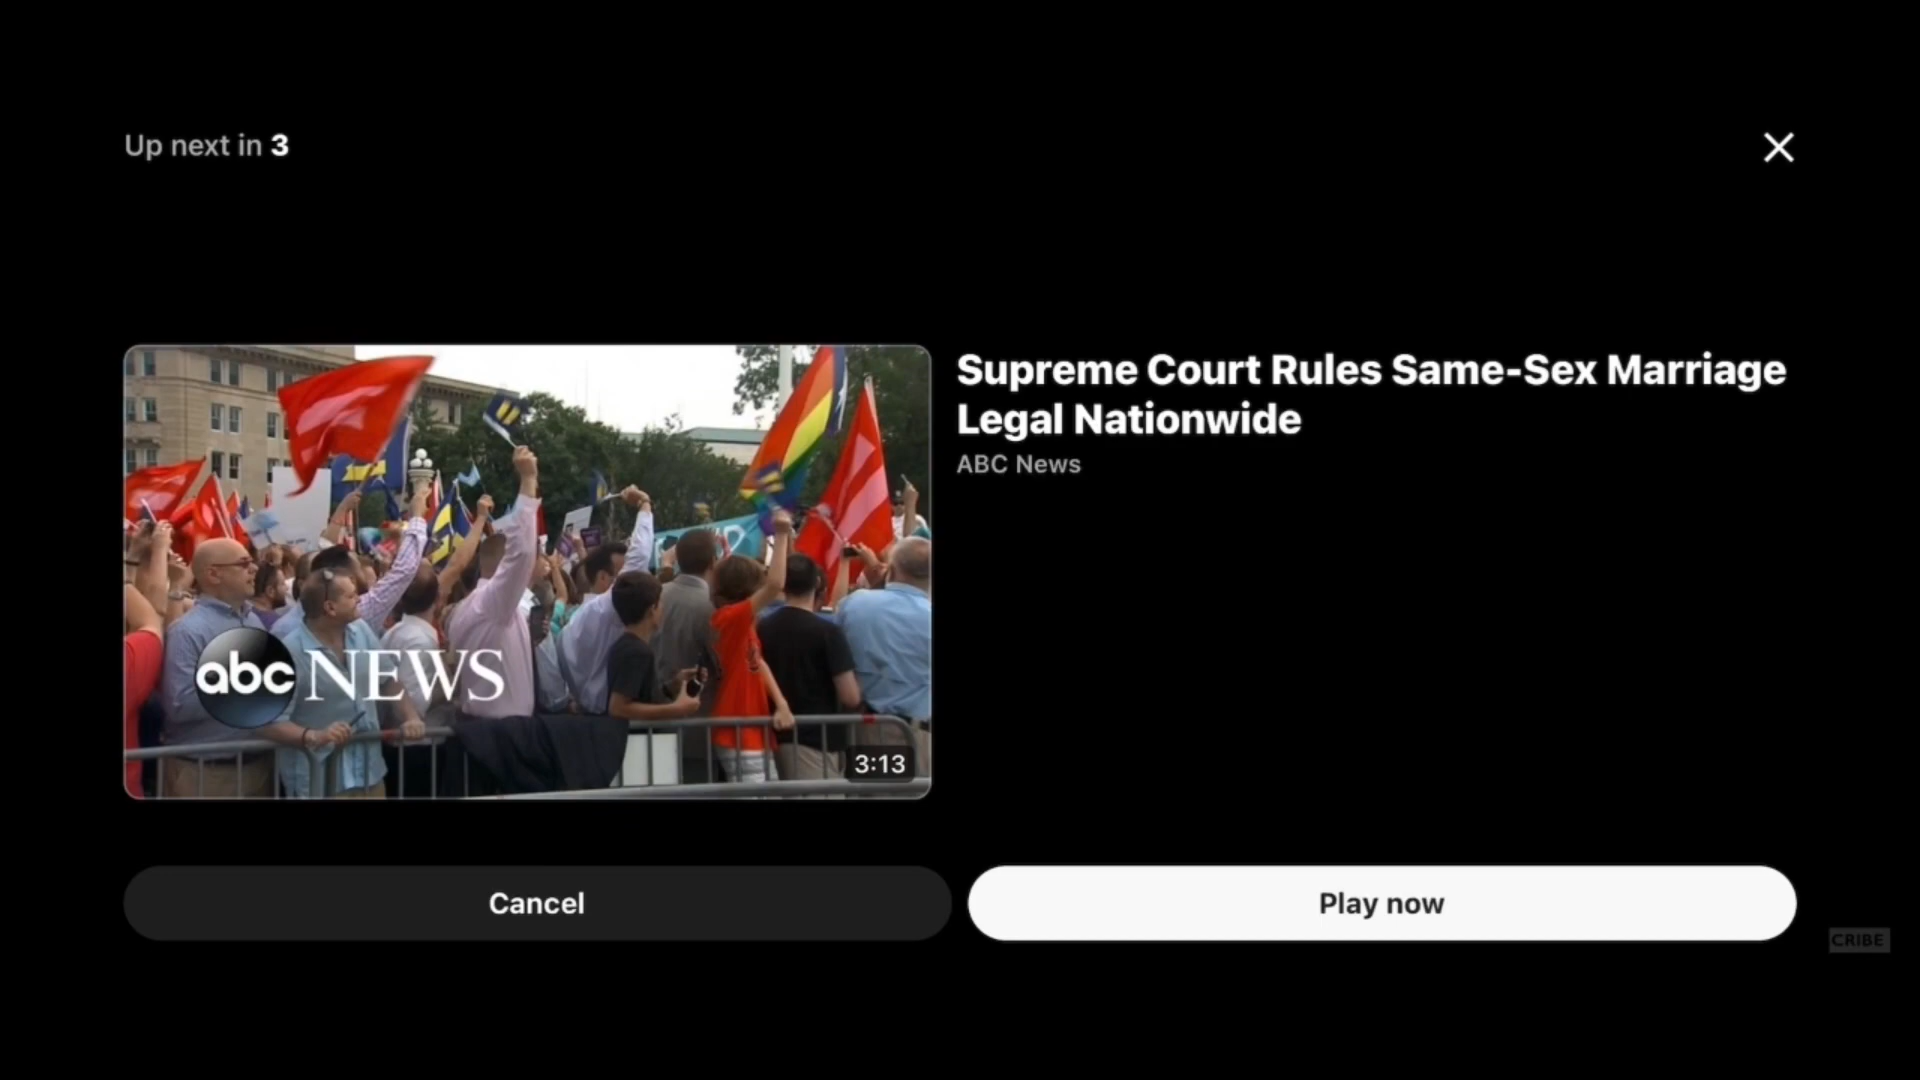 Up next in 3
Supreme Court Rules Same-Sex Marriage
Legal Nationwide
ABC News
abc NEWS
3:13
Cancel
Play now
CRIBE